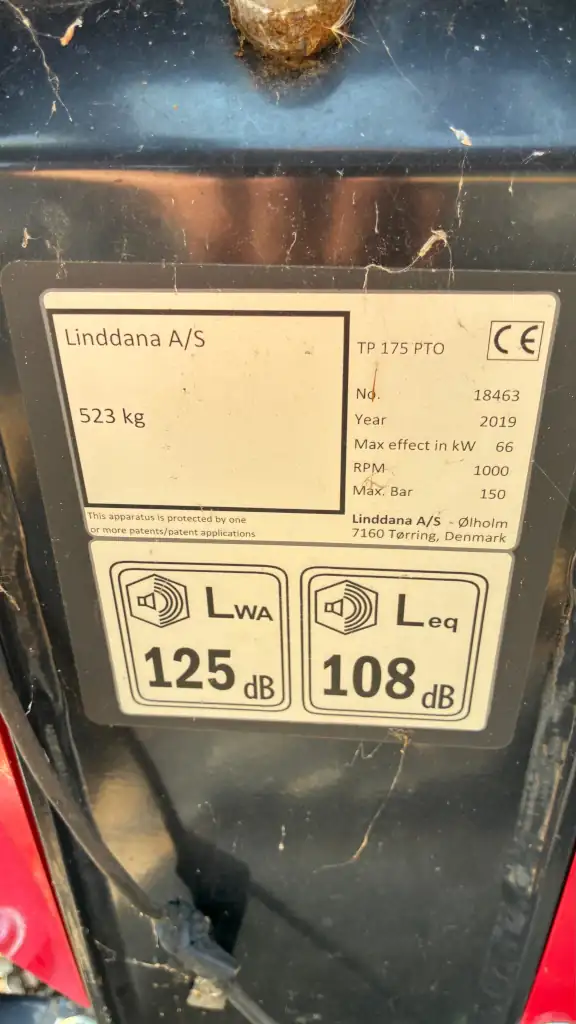 Linddana A/S
523 kg
TP 175 PTO
CE
No. 18463
Year 2019
Max effect in kW 66
RPM 1000
Max. Bar 150
This apparatus is protected by one
or more patents/patent applications
Linddana A/S - Ølholm
7160 Tørring, Denmark
LWA
125 dB
Leq
108 dB